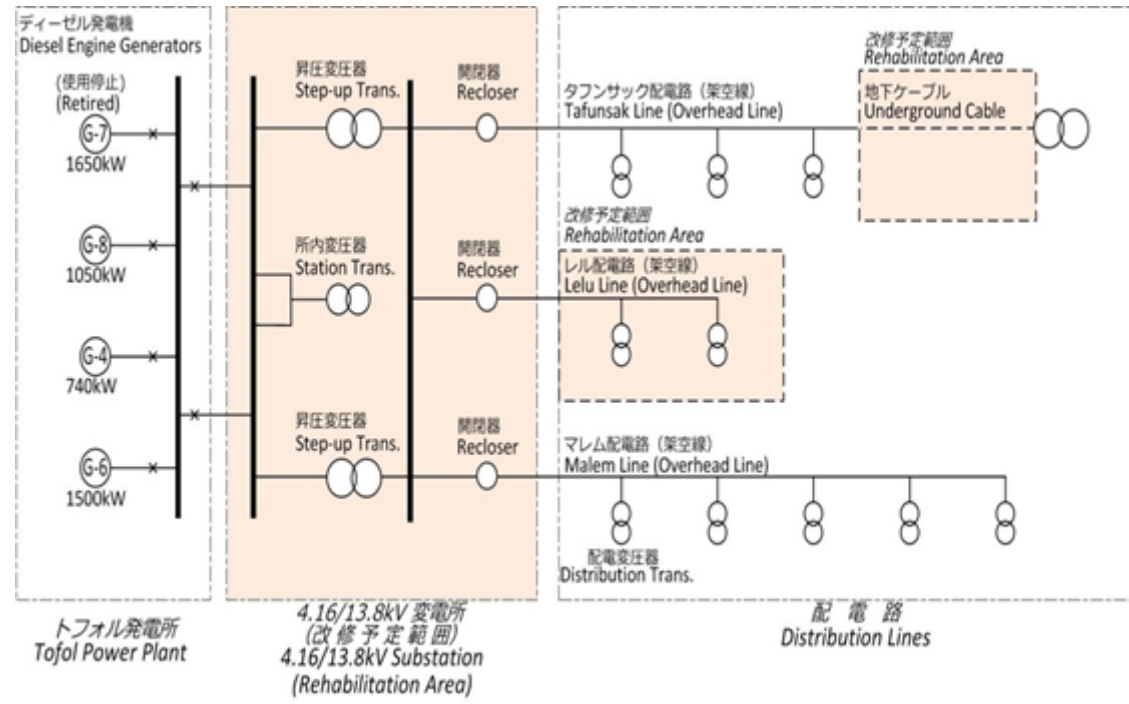 ディーゼル発電機
Diesel Engine Generators
(使用停止)
(Retired)
G-7
1650kW
G-8
1050kW
G-4
740kW
G-6
1500kW
トフォル発電所
Tofol Power Plant
昇圧変圧器
Step-up Trans.
開閉器
Recloser
所内変圧器
Station Trans.
開閉器
Recloser
昇圧変圧器
Step-up Trans.
開閉器
Recloser
4.16/13.8kV 変電所
(改修予定範囲)
4.16/13.8kV Substation
(Rehabilitation Area)
タフンサック配電路（架空線）
Tafunsak Line (Overhead Line)
改修予定範囲
Rehabilitation Area
地下ケーブル
Underground Cable
改修予定範囲
Rehabilitation Area
レル配電路（架空線）
Lelu Line (Overhead Line)
マレム配電路（架空線）
Malem Line (Overhead Line)
配電変圧器
Distribution Trans.
配 電 路
Distribution Lines